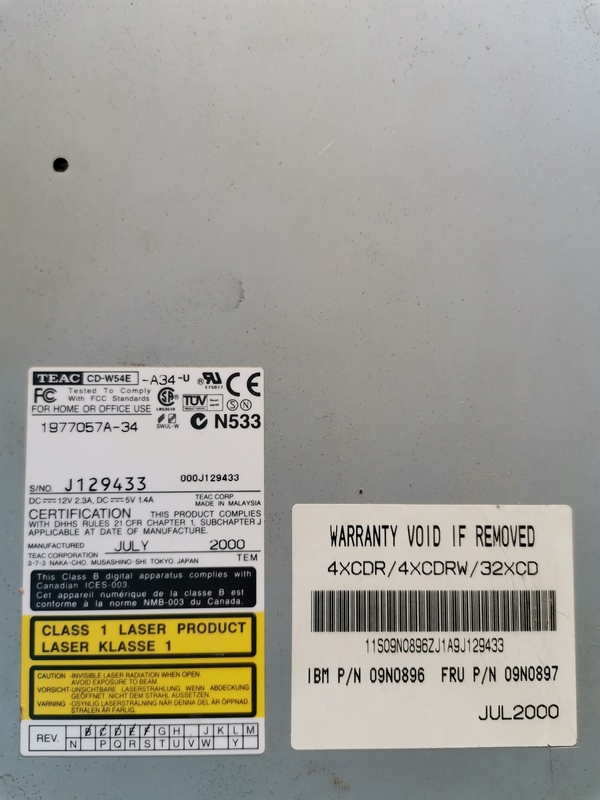 TEAC CD-W54E -A34-U
FC Tested To Comply
With FCC Standards
FOR HOME OR OFFICE USE
E75817
LR53510
SWUL-W
CE
SA
TÜV
S N
N533
1977057A-34
S/NO. J129433 000J129433
DC 12V 2.3A, DC 5V 1.4A
TEAC CORP.
MADE IN MALAYSIA
CERTIFICATION THIS PRODUCT COMPLIES
WITH DHHS RULES 21 CFR CHAPTER 1, SUBCHAPTER J
APPLICABLE AT DATE OF MANUFACTURE.
MANUFACTURED JULY 2000
TEAC CORPORATION TEM
3-7-3 NAKA-CHO, MUSASHINO-SHI, TOKYO JAPAN
This Class B digital apparatus complies with
Canadian ICES-003.
Cet appareil numérique de la classe B est
conforme à la norme NMB-003 du Canada.
CLASS 1 LASER PRODUCT
LASER KLASSE 1
CAUTION -INVISIBLE LASER RADIATION WHEN OPEN.
AVOID EXPOSURE TO BEAM.
VORSICHT-UNSICHTBARE LASERSTRAHLUNG, WENN ABDECKUNG
GEÖFFNET, NICHT DEM STRAHL AUSSETZEN.
VARNING -OSYNLIG LASERSTRÅLNING NÄR DENNA DEL ÄR ÖPPNAD.
STRÅLEN ÄR FARLIG.
REV. B C D E F G H J K L M
N P Q R S T U V W Y
WARRANTY VOID IF REMOVED
4XCDR/4XCDRW/32XCD
11S09N0896ZJ1A9J129433
IBM P/N 09N0896 FRU P/N 09N0897
JUL2000